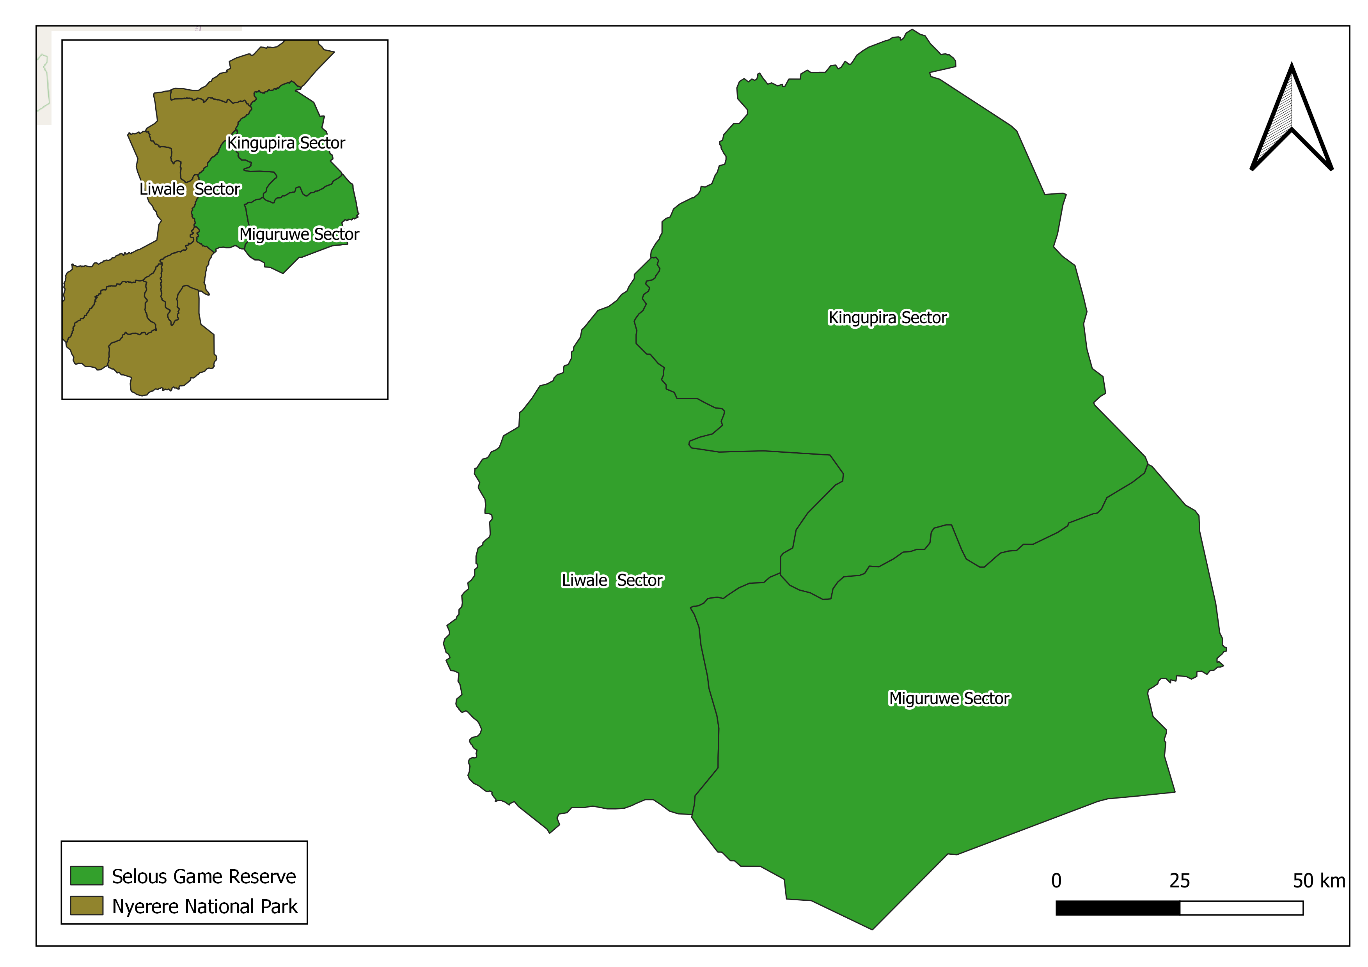 Kingupira Sector
Liwale  Sector
Miguruwe Sector
Kingupira Sector
Liwale  Sector
Miguruwe Sector
Selous Game Reserve
Nyerere National Park
0 25 50 km